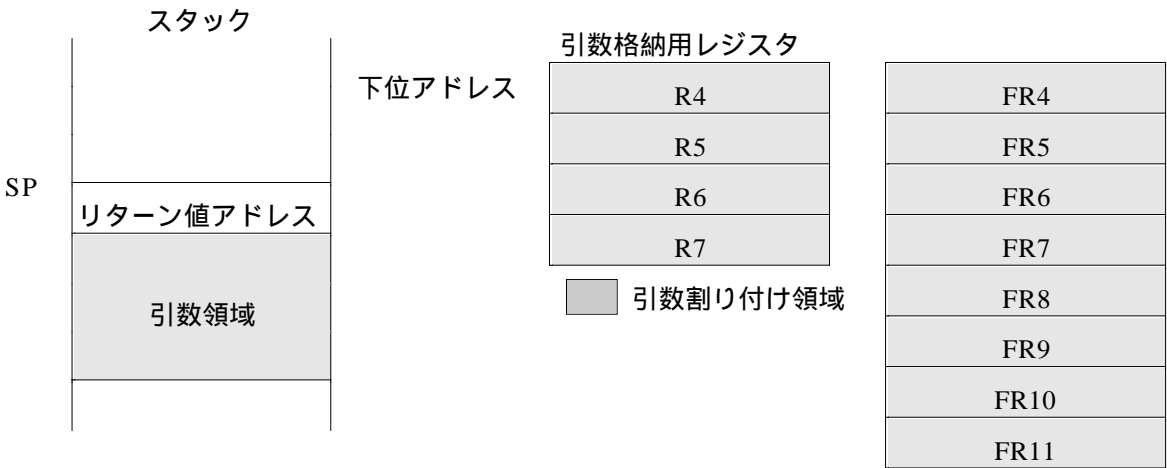 スタック
SP
下位アドレス
リターン値アドレス
引数領域
引数格納用レジスタ
R4
R5
R6
R7
引数割り付け領域
FR4
FR5
FR6
FR7
FR8
FR9
FR10
FR11